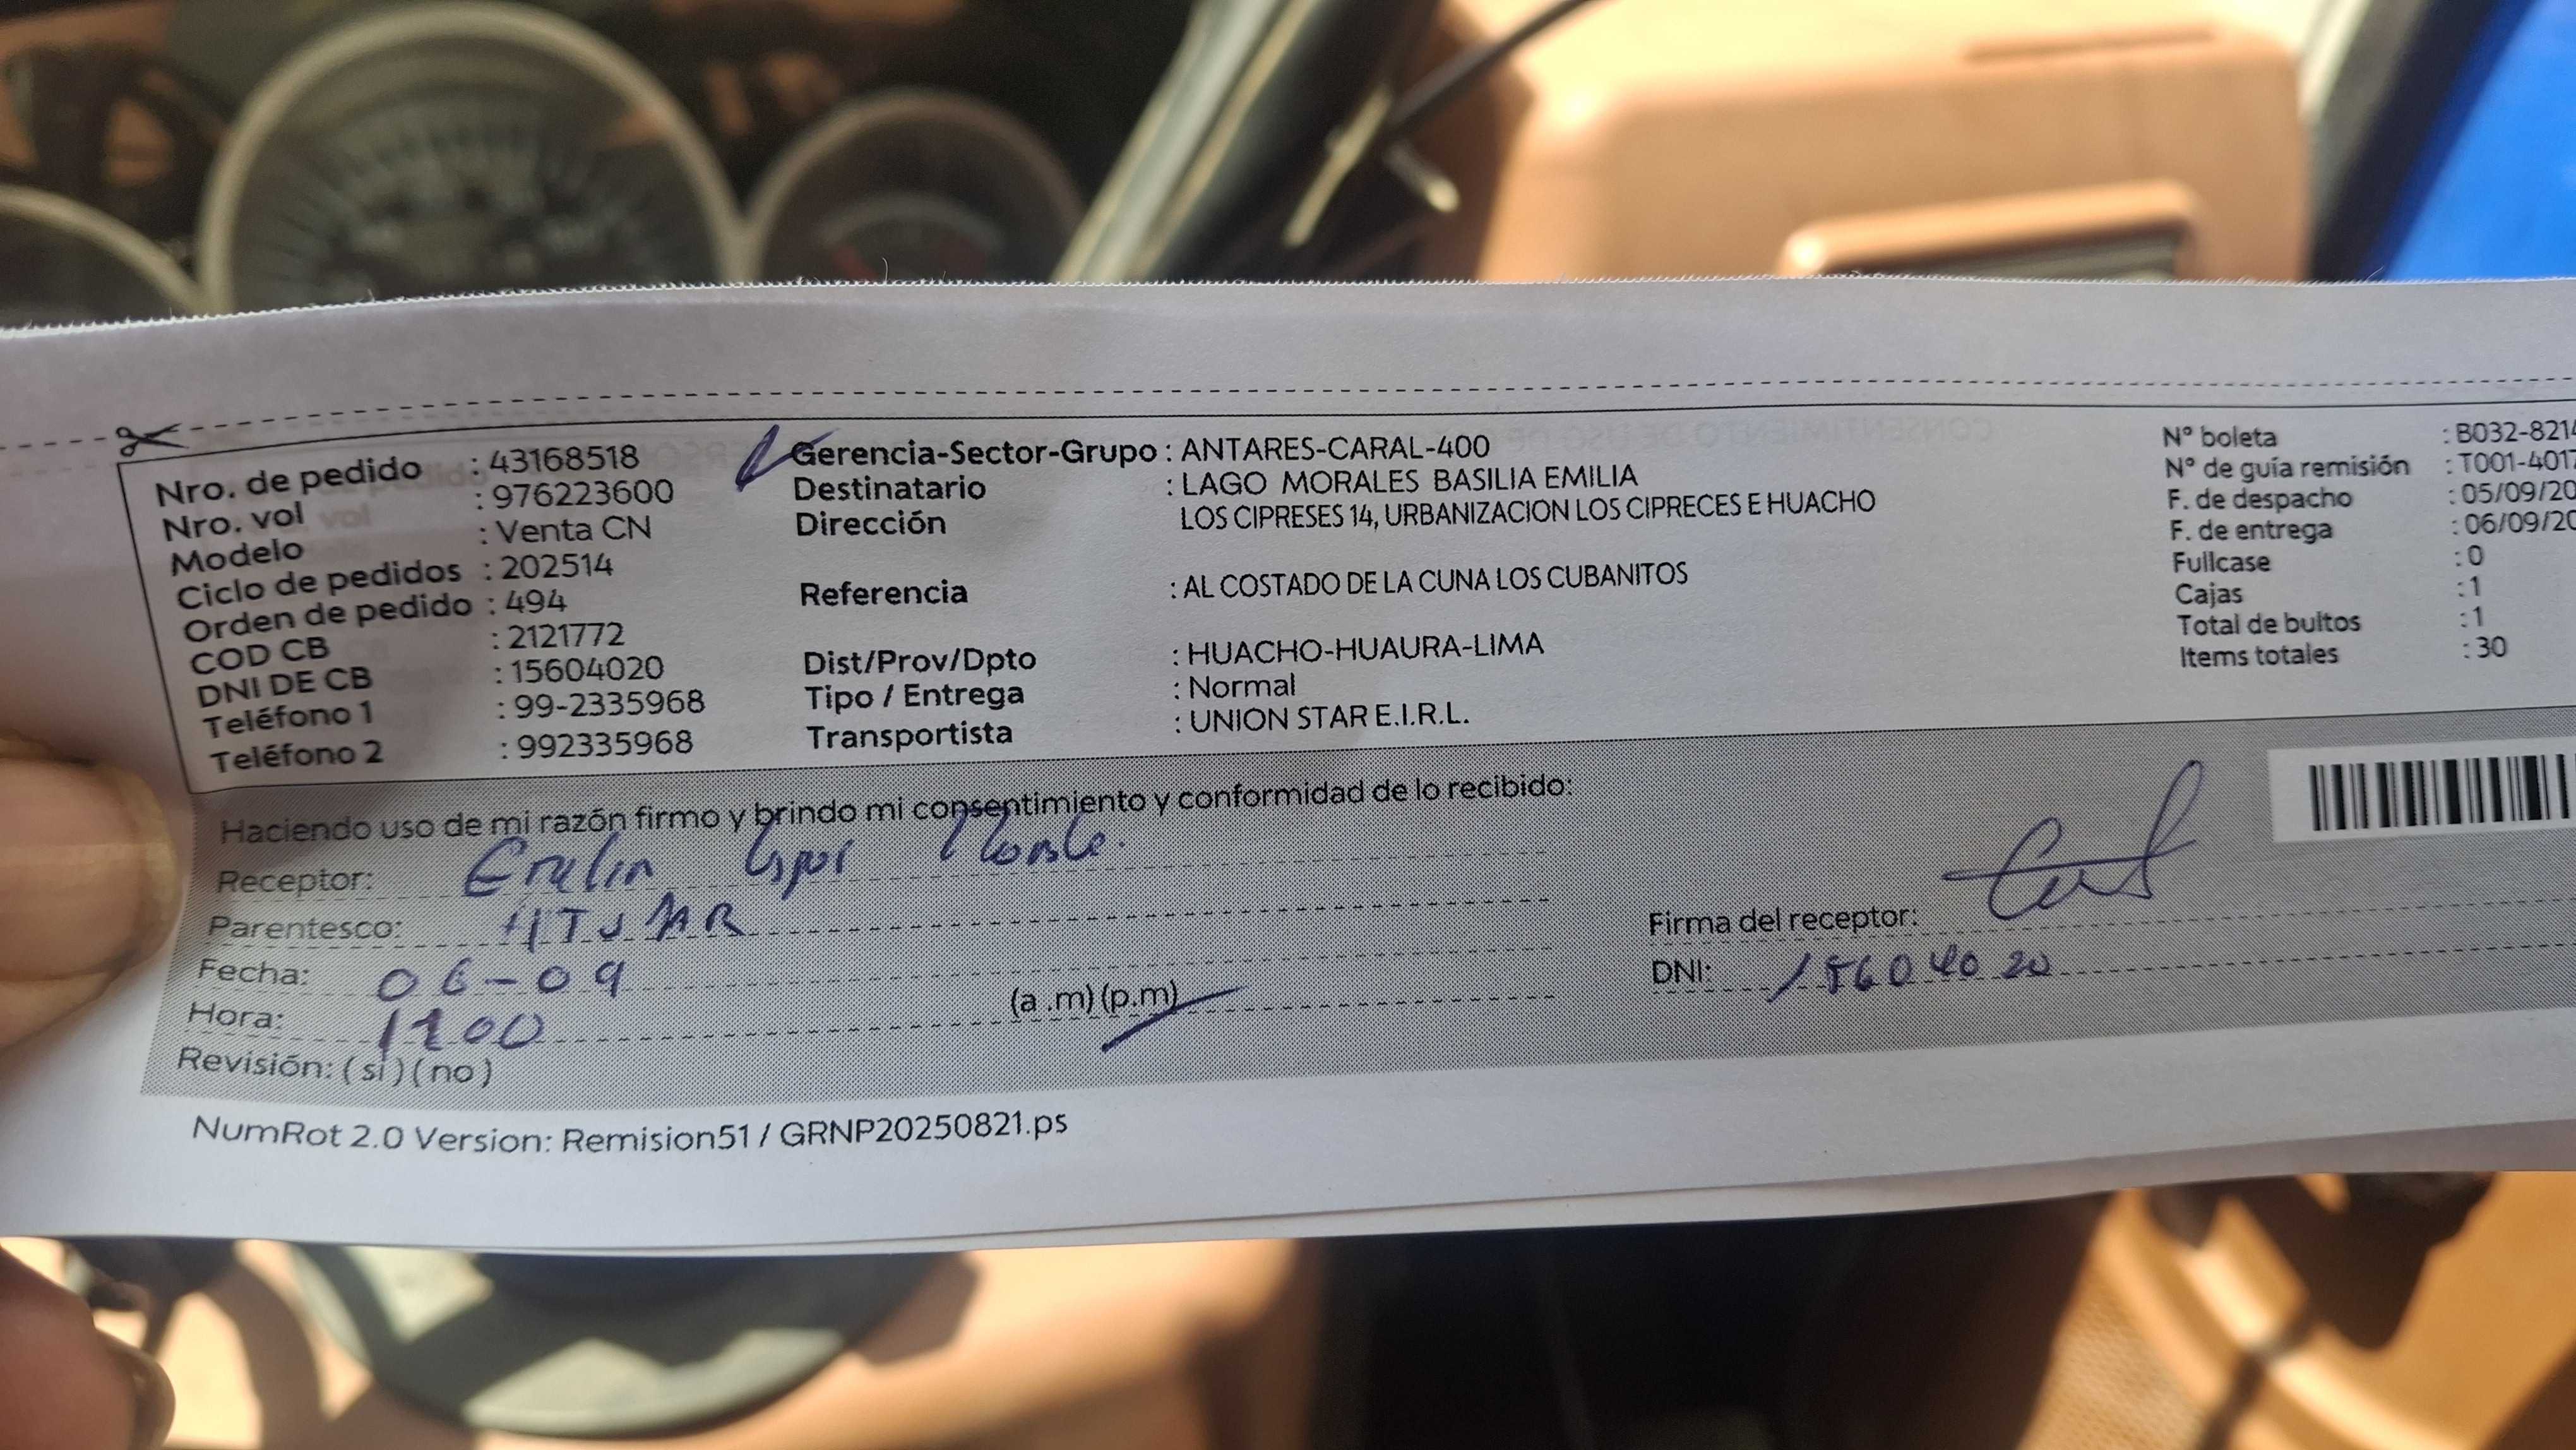 Nro. de pedido : 43168518
Nro. vol : 976223600
Modelo : Venta CN
Ciclo de pedidos : 202514
Orden de pedido : 494
COD CB : 2121772
DNI DE CB : 15604020
Teléfono 1 : 99-2335968
Teléfono 2 : 992335968
Gerencia-Sector-Grupo : ANTARES-CARAL-400
Destinatario : LAGO MORALES BASILIA EMILIA
Dirección LOS CIPRESES 14, URBANIZACION LOS CIPRECES E HUACHO
Referencia : AL COSTADO DE LA CUNA LOS CUBANITOS
Dist/Prov/Dpto : HUACHO-HUAURA-LIMA
Tipo / Entrega : Normal
Transportista : UNION STAR E.I.R.L.
N° boleta : B032-8214
N° de guía remisión : T001-4017
F. de despacho : 05/09/20
F. de entrega : 06/09/20
Fullcase : 0
Cajas : 1
Total de bultos : 1
Items totales : 30
Haciendo uso de mi razón firmo y brindo mi consentimiento y conformidad de lo recibido:
Receptor:
Parentesco:
Fecha: 06-09
Hora: 1200 (a.m)(p.m)
Revisión: (si)(no)
Firma del receptor:
DNI: 15604020
NumRot 2.0 Version: Remision51 / GRNP20250821.ps